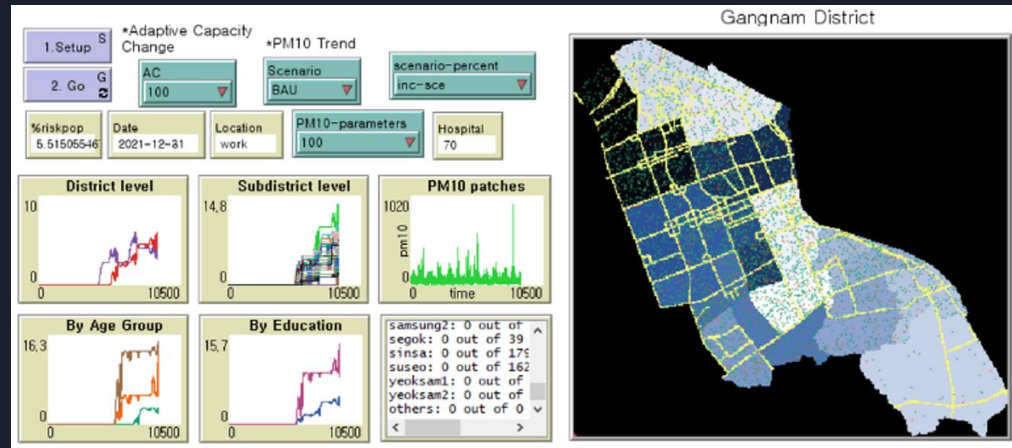 Gangnam District
1.Setup S
*Adaptive Capacity
Change
*PM10 Trend
2. Go G
AC
100
Scenario
BAU
scenario-percent
inc-sce
%riskpop
5.51505546
Date
2021-12-31
Location
work
PM10-parameters
100
Hospital
70
District level
10
0
0 10500
Subdistrict level
14,8
0
0 10500
PM10 patches
1020
pm10
0
0 time 10500
By Age Group
16,3
0
0 10500
By Education
15,7
0
0 10500
samsung2: 0 out of
segok: 0 out of 39
sinsa: 0 out of 179
suseo: 0 out of 162
yeoksam1: 0 out of
yeoksam2: 0 out of
others: 0 out of 0